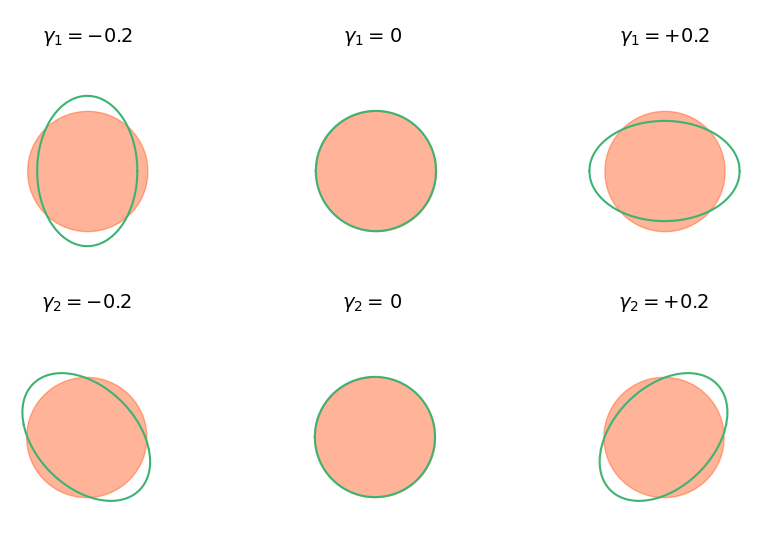 γ₁ = −0.2
γ₁ = 0
γ₁ = +0.2
γ₂ = −0.2
γ₂ = 0
γ₂ = +0.2